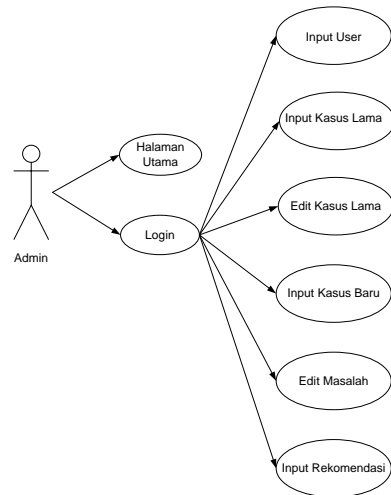 Input User
Input Kasus Lama
Halaman
Utama
Edit Kasus Lama
Login
Admin
Input Kasus Baru
Edit Masalah
Input Rekomendasi